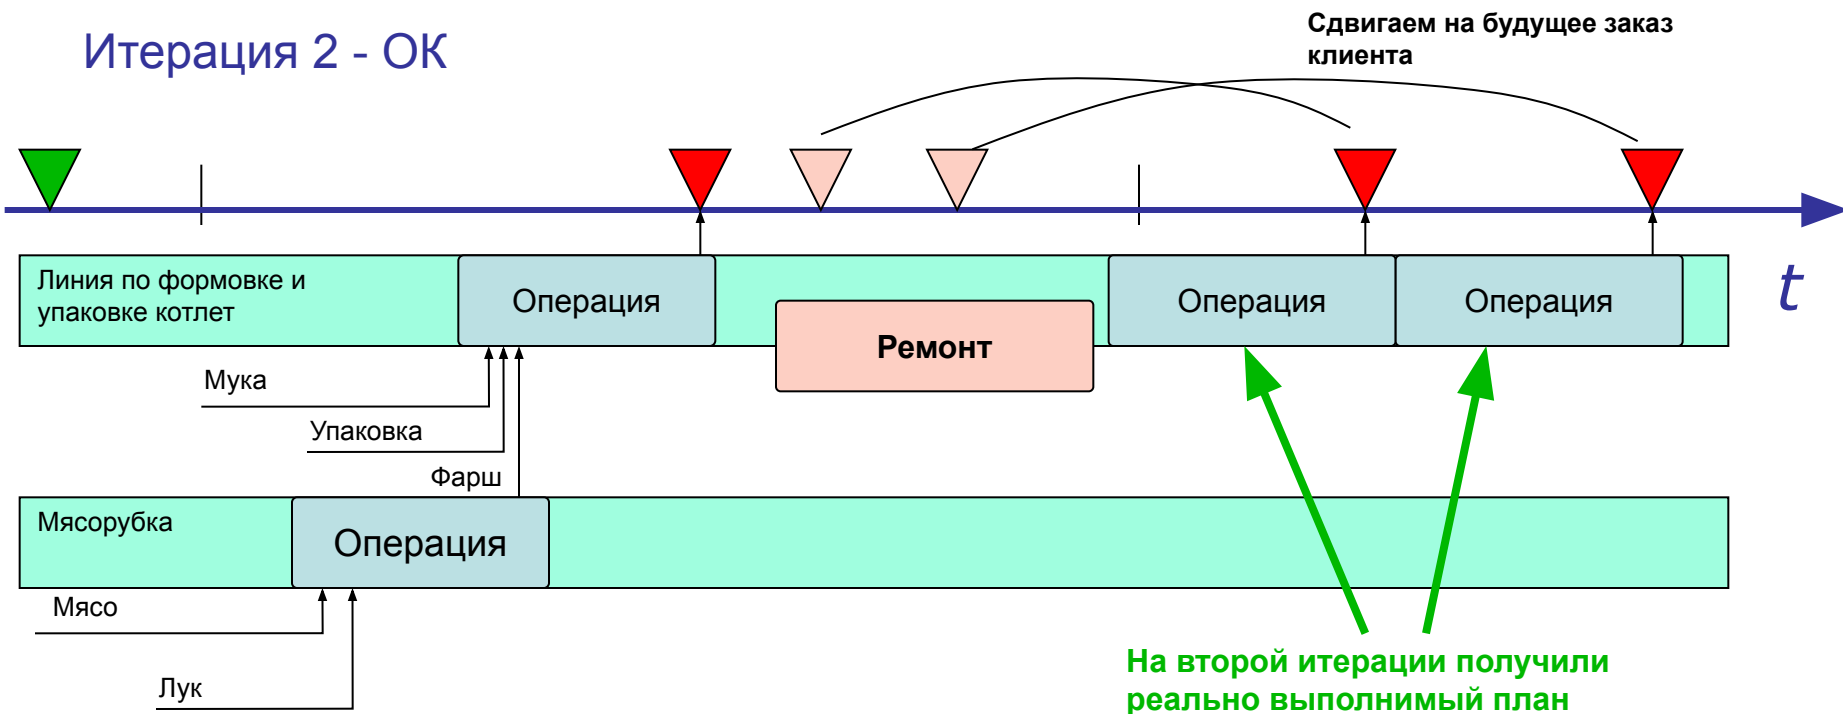 Итерация 2 - ОК
Сдвигаем на будущее заказ
клиента
Линия по формовке и
упаковке котлет
Операция
Операция
Операция
t
Ремонт
Мука
Упаковка
Фарш
Мясорубка
Операция
Мясо
Лук
На второй итерации получили
реально выполнимый план